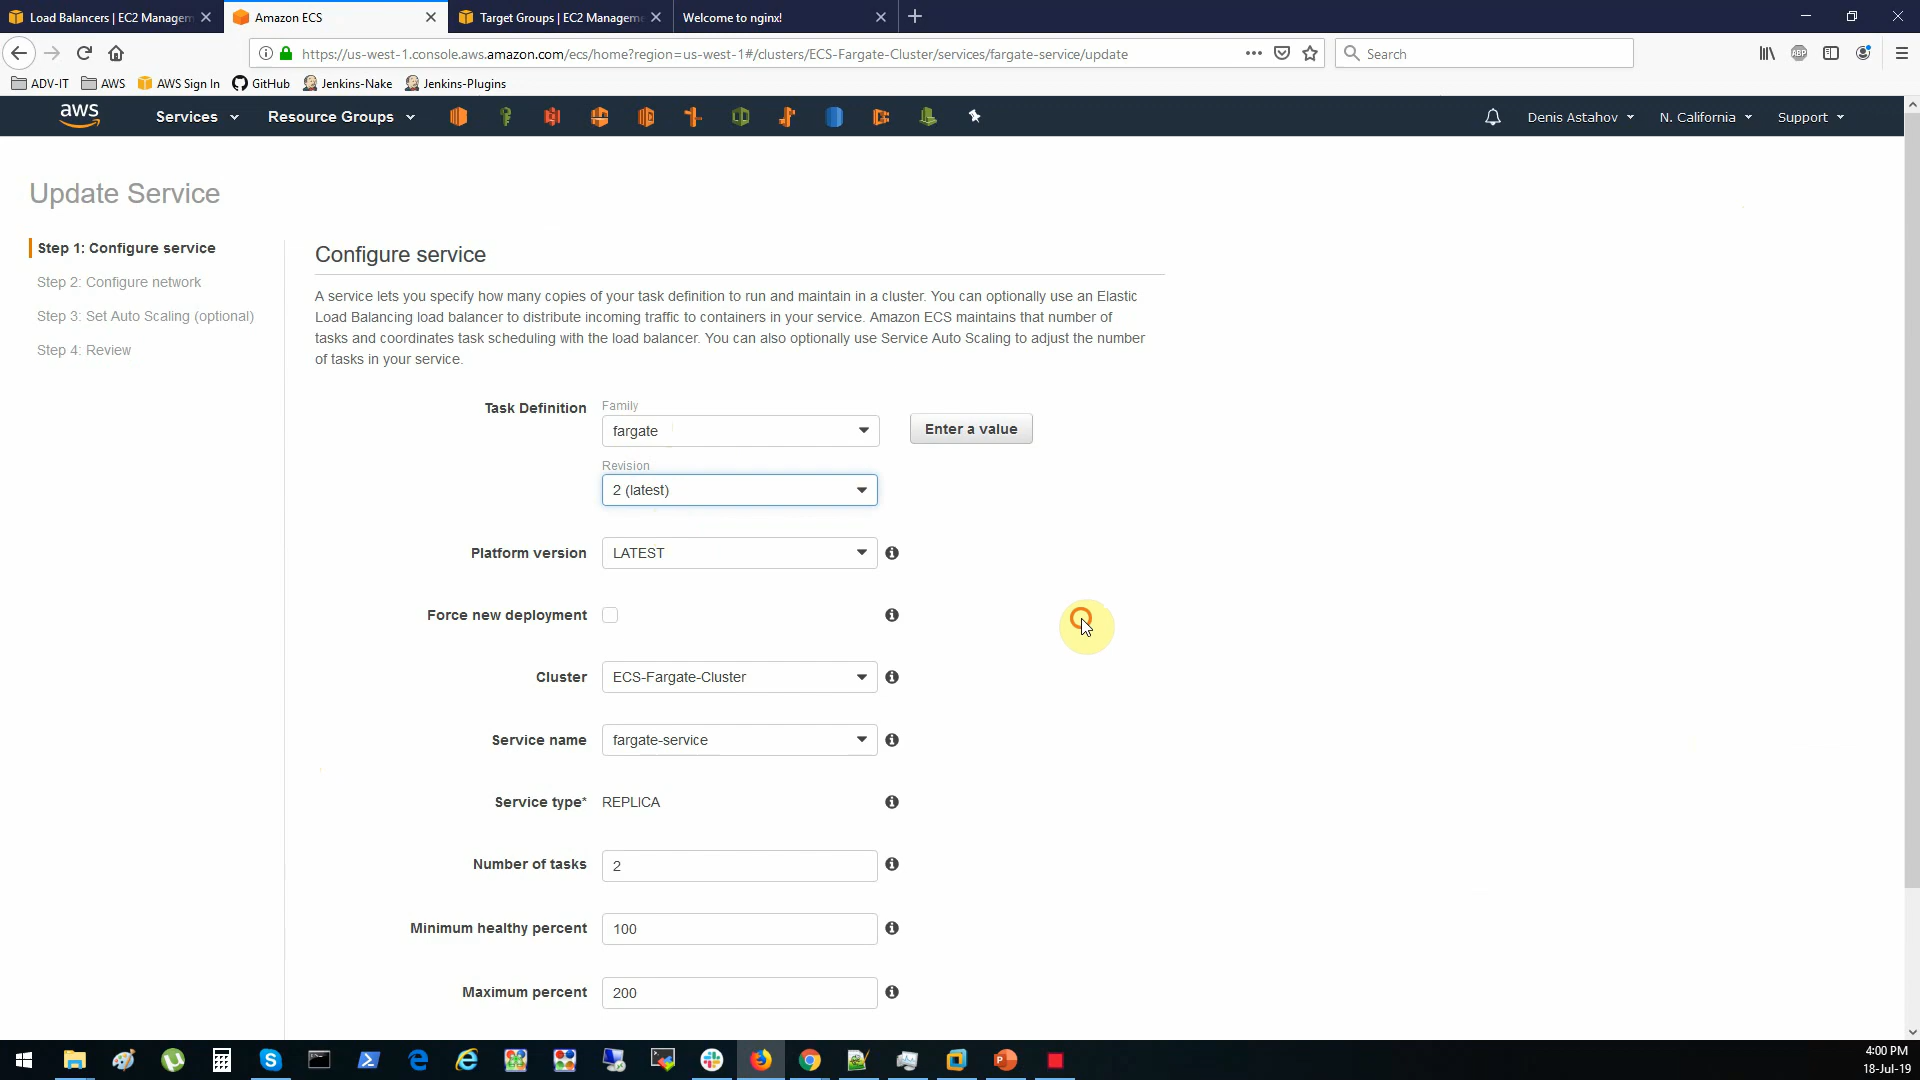 Load Balancers | EC2 Managem
Amazon ECS
Target Groups | EC2 Manageme
Welcome to nginx!
https://us-west-1.console.aws.amazon.com/ecs/home?region=us-west-1#/clusters/ECS-Fargate-Cluster/services/fargate-service/update
Search
ABP
ADV-IT
AWS
AWS Sign In
GitHub
Jenkins-Nake
Jenkins-Plugins
aws
Services
Resource Groups
Denis Astahov
N. California
Support
Update Service
Step 1: Configure service
Step 2: Configure network
Step 3: Set Auto Scaling (optional)
Step 4: Review
Configure service
A service lets you specify how many copies of your task definition to run and maintain in a cluster. You can optionally use an Elastic
Load Balancing load balancer to distribute incoming traffic to containers in your service. Amazon ECS maintains that number of
tasks and coordinates task scheduling with the load balancer. You can also optionally use Service Auto Scaling to adjust the number
of tasks in your service.
Task Definition
Family
fargate
Enter a value
Revision
2 (latest)
Platform version
LATEST
Force new deployment
Cluster
ECS-Fargate-Cluster
Service name
fargate-service
Service type*
REPLICA
Number of tasks
2
Minimum healthy percent
100
Maximum percent
200
4:00 PM
18-Jul-19